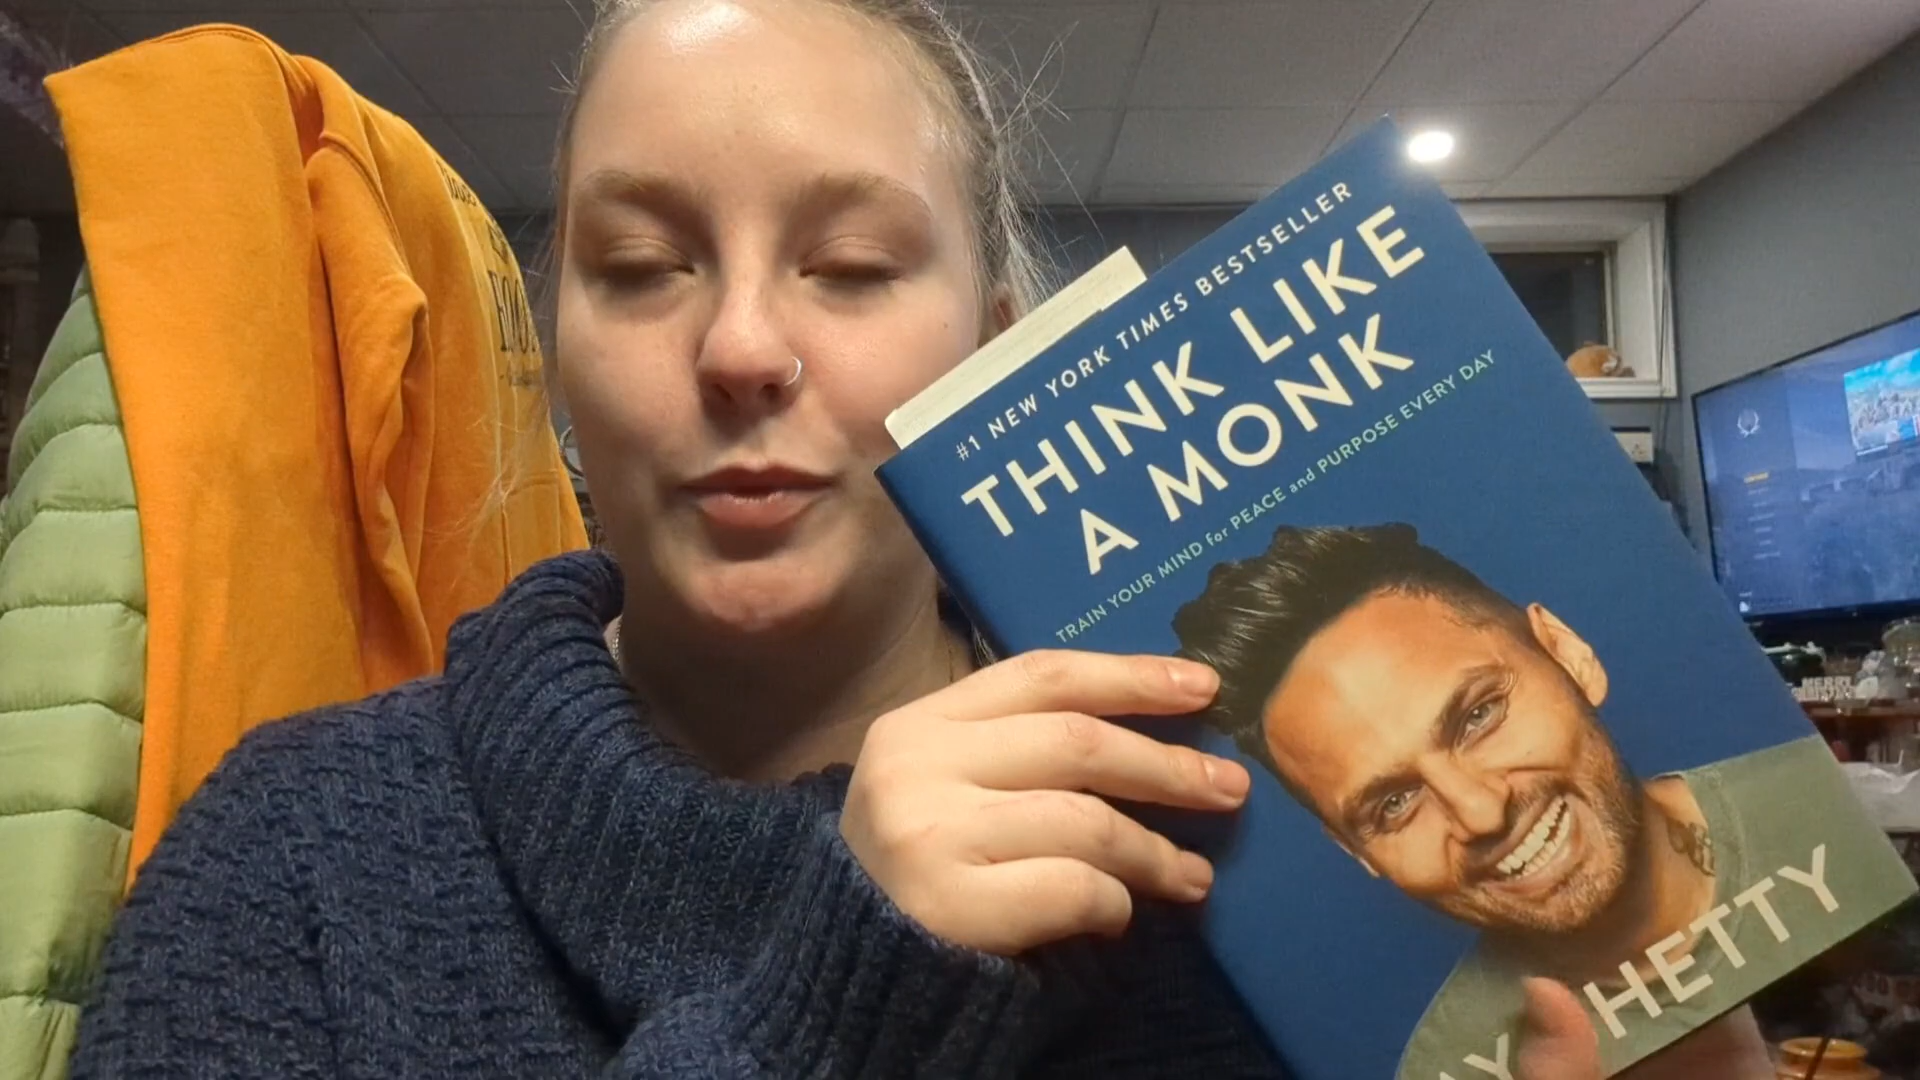 #1 NEW YORK TIMES BESTSELLER
THINK LIKE
A MONK
TRAIN YOUR MIND for PEACE and PURPOSE EVERY DAY
HETTY